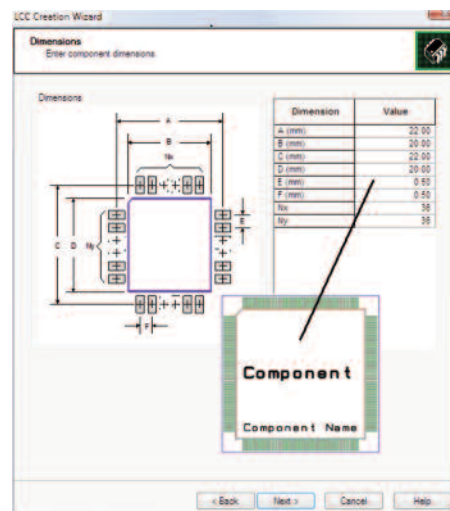 LCC Creation Wizard
Dimensions
Enter component dimensions.
Dimensions
Dimension Value
A (mm) 22.00
B (mm) 20.00
C (mm) 22.00
D (mm) 20.00
E (mm) 0.50
F (mm) 0.50
Nx 36
Ny 36
A
B
Nx
C D Ny E
F
Component
Component Name
< Back Next > Cancel Help